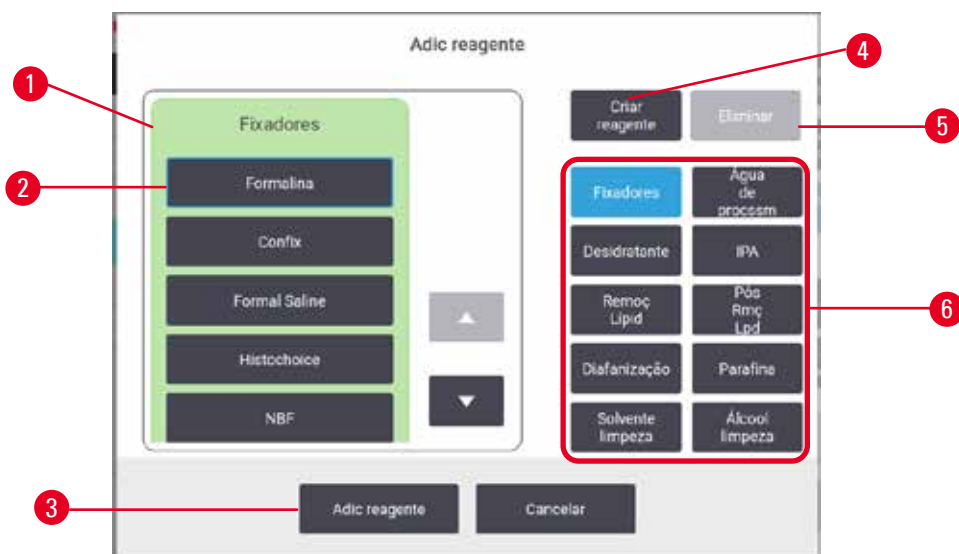 Adic reagente
1
Fixadores
2
Formalina
Confix
Formal Saline
Histochoice
NBF
4
Criar
reagente
Eliminar
5
Fixadores
Água
de
procssm
Desidratante
IPA
Remoç
Lipid
Pós
Rmç
Lpd
6
Diafanização
Parafina
Solvente
limpeza
Álcool
limpeza
3
Adic reagente
Cancelar